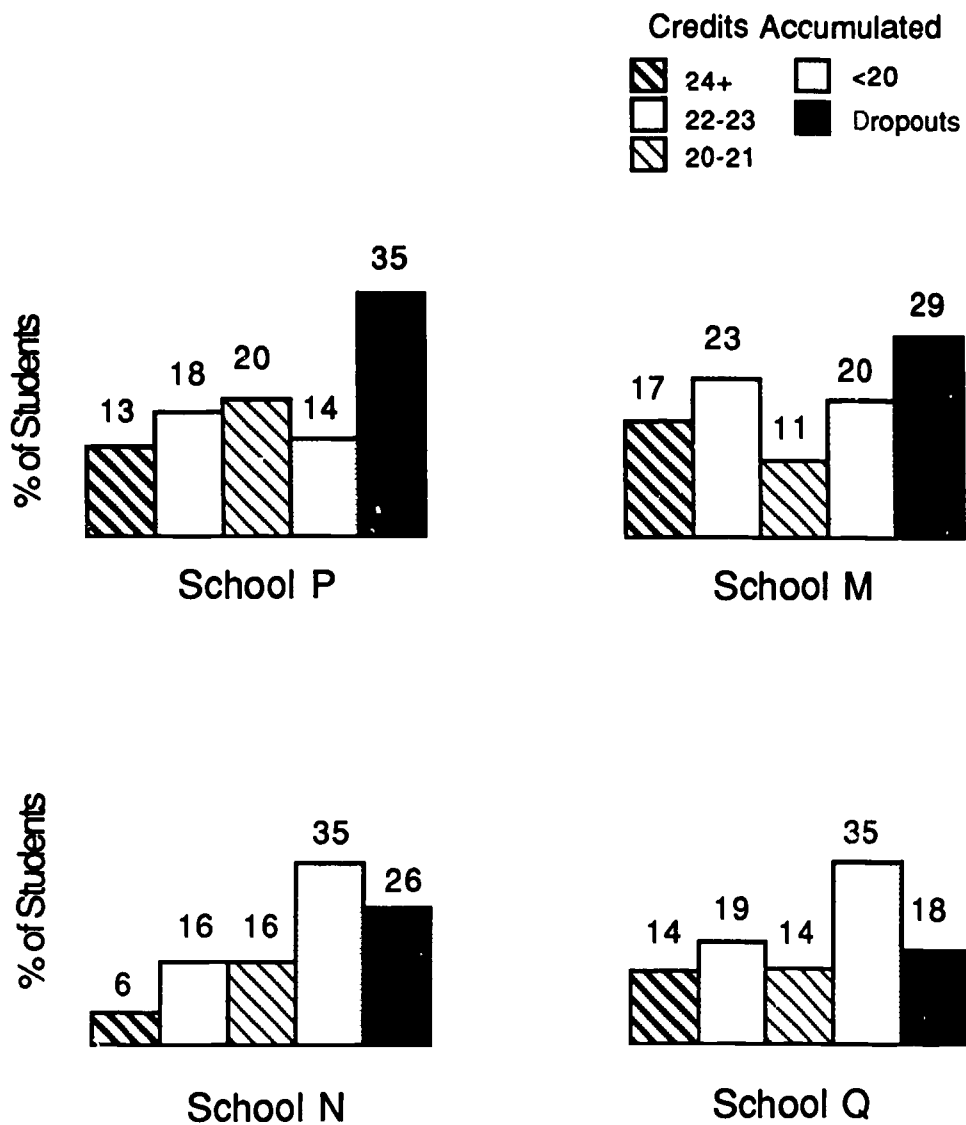 Credits Accumulated
24+ <20
22-23 Dropouts
20-21
% of Students
13 18 20 14 35
School P
17 23 11 20 29
School M
% of Students
6 16 16 35 26
School N
14 19 14 35 18
School Q